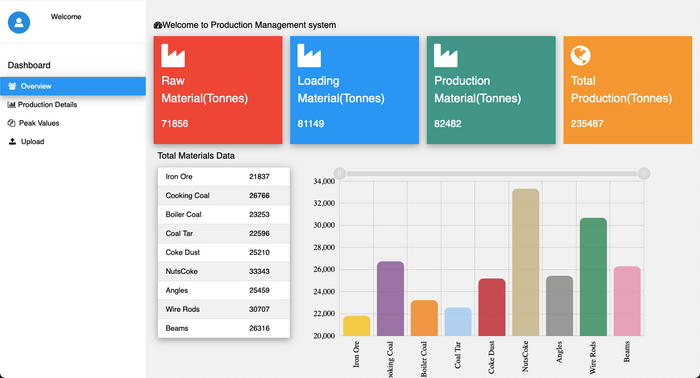 Welcome
Dashboard
Overview
Production Details
Peak Values
Upload
Welcome to Production Management system
Raw
Material(Tonnes)
71856
Loading
Material(Tonnes)
81149
Production
Material(Tonnes)
82482
Total
Production(Tonnes)
235487
Total Materials Data
Iron Ore 21837
Cooking Coal 26766
Boiler Coal 23253
Coal Tar 22596
Coke Dust 25210
NutsCoke 33343
Angles 25459
Wire Rods 30707
Beams 26316
34,000
32,000
30,000
28,000
26,000
24,000
22,000
20,000
Iron Ore
ooking Coal
Boiler Coal
Coal Tar
Coke Dust
NutsCoke
Angles
Wire Rods
Beams